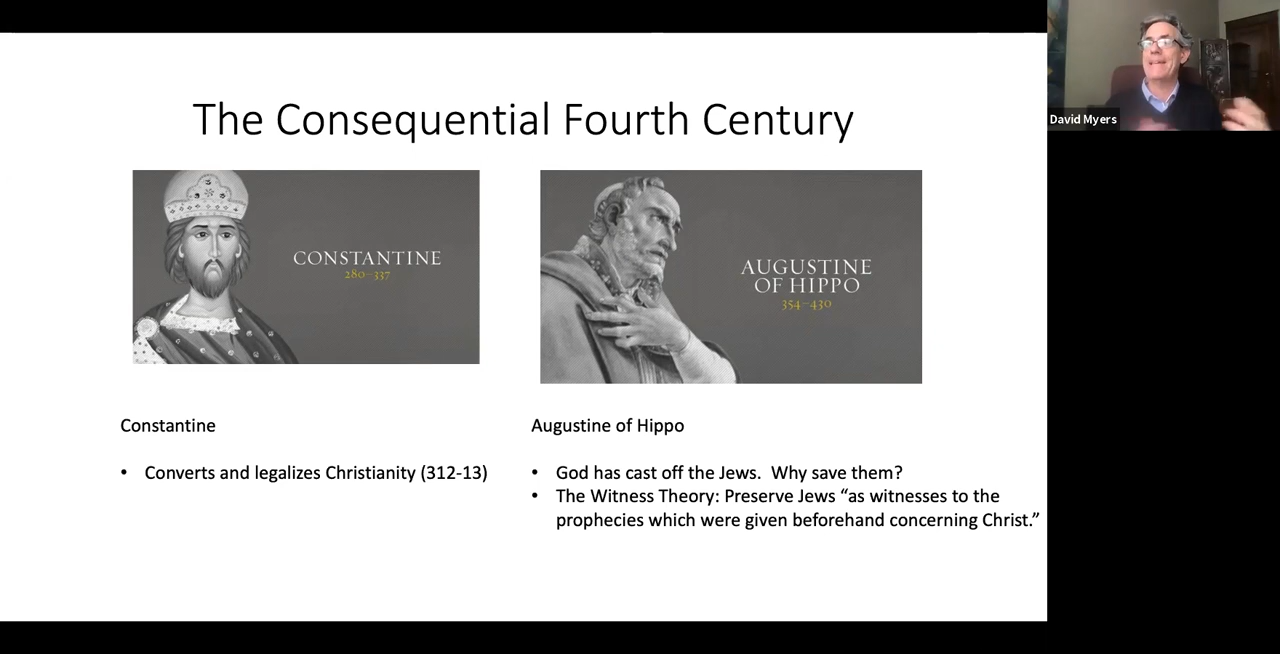 The Consequential Fourth Century
CONSTANTINE
280–337
AUGUSTINE
OF HIPPO
354–430
Constantine
• Converts and legalizes Christianity (312-13)
Augustine of Hippo
• God has cast off the Jews.  Why save them?
• The Witness Theory: Preserve Jews “as witnesses to the
prophecies which were given beforehand concerning Christ.”
David Myers